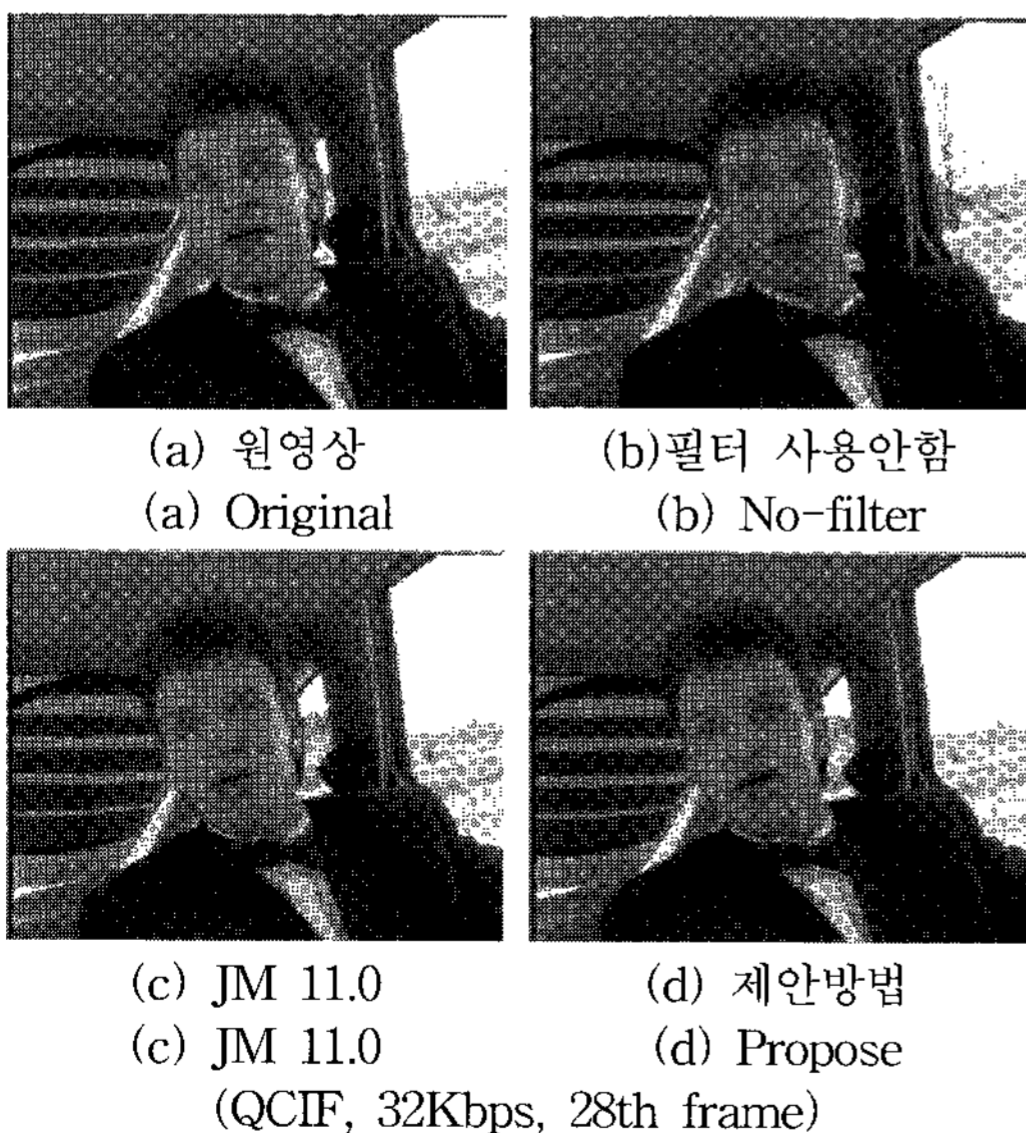 (a) 원영상
(b)필터 사용안함
(a) Original
(b) No-filter
(c) JM 11.0
(d) 제안방법
(c) JM 11.0
(d) Propose
(QCIF, 32Kbps, 28th frame)